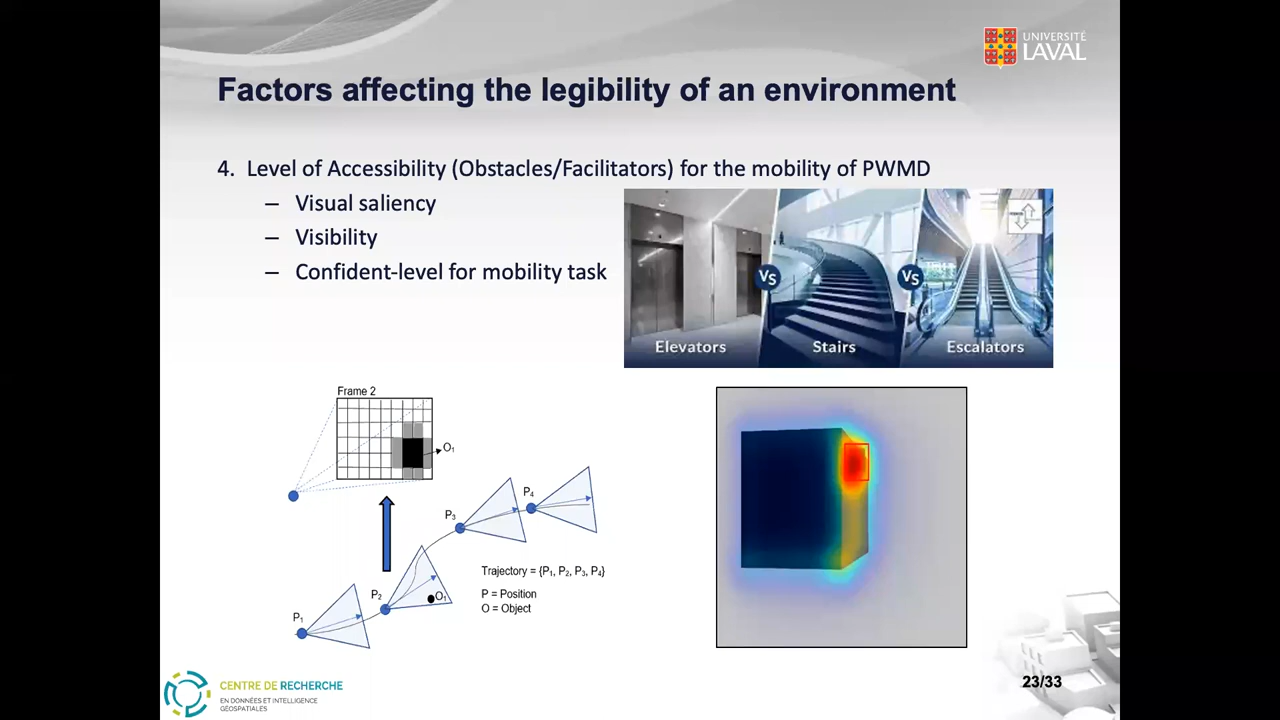 UNIVERSITÉ
LAVAL
Factors affecting the legibility of an environment
4. Level of Accessibility (Obstacles/Facilitators) for the mobility of PWMD
– Visual saliency
– Visibility
– Confident-level for mobility task
VS
VS
Elevators
Stairs
Escalators
Frame 2
O₁
P₄
P₃
Trajectory = {P₁, P₂, P₃, P₄}
P₂
O₁
P = Position
O = Object
P₁
CENTRE DE RECHERCHE
EN DONNÉES ET INTELLIGENCE
GÉOSPATIALES
23/33